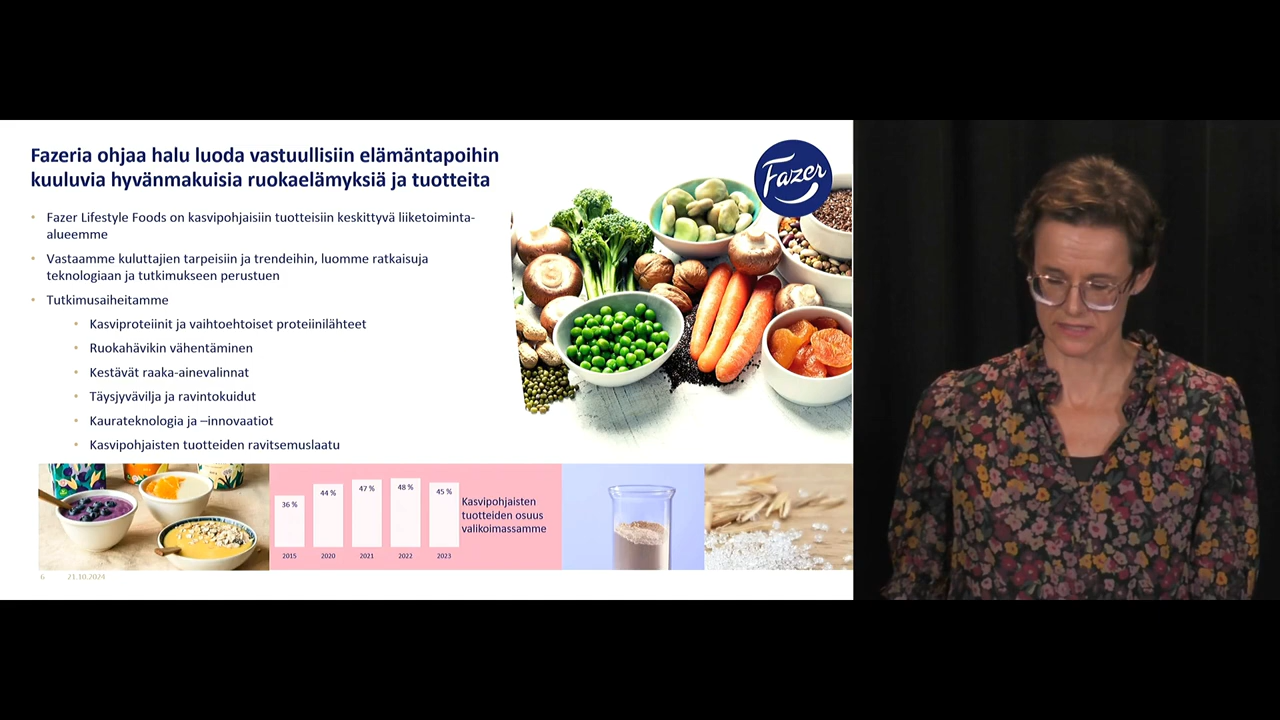 Fazeria ohjaa halu luoda vastuullisiin elämäntapoihin
kuuluvia hyvänmakuisia ruokaelämyksiä ja tuotteita
Fazer
• Fazer Lifestyle Foods on kasvipohjaisiin tuotteisiin keskittyvä liiketoiminta-
alueemme
• Vastaamme kuluttajien tarpeisiin ja trendeihin, luomme ratkaisuja
teknologiaan ja tutkimukseen perustuen
• Tutkimusaiheitamme
• Kasviproteiinit ja vaihtoehtoiset proteiinilähteet
• Ruokahävikin vähentäminen
• Kestävät raaka-ainevalinnat
• Täysjyvävilja ja ravintokuidut
• Kaurateknologia ja –innovaatiot
• Kasvipohjaisten tuotteiden ravitsemuslaatu
36 % 44 % 47 % 48 % 45 %
2015 2020 2021 2022 2023
Kasvipohjaisten
tuotteiden osuus
valikoimassamme
6 21.10.2024